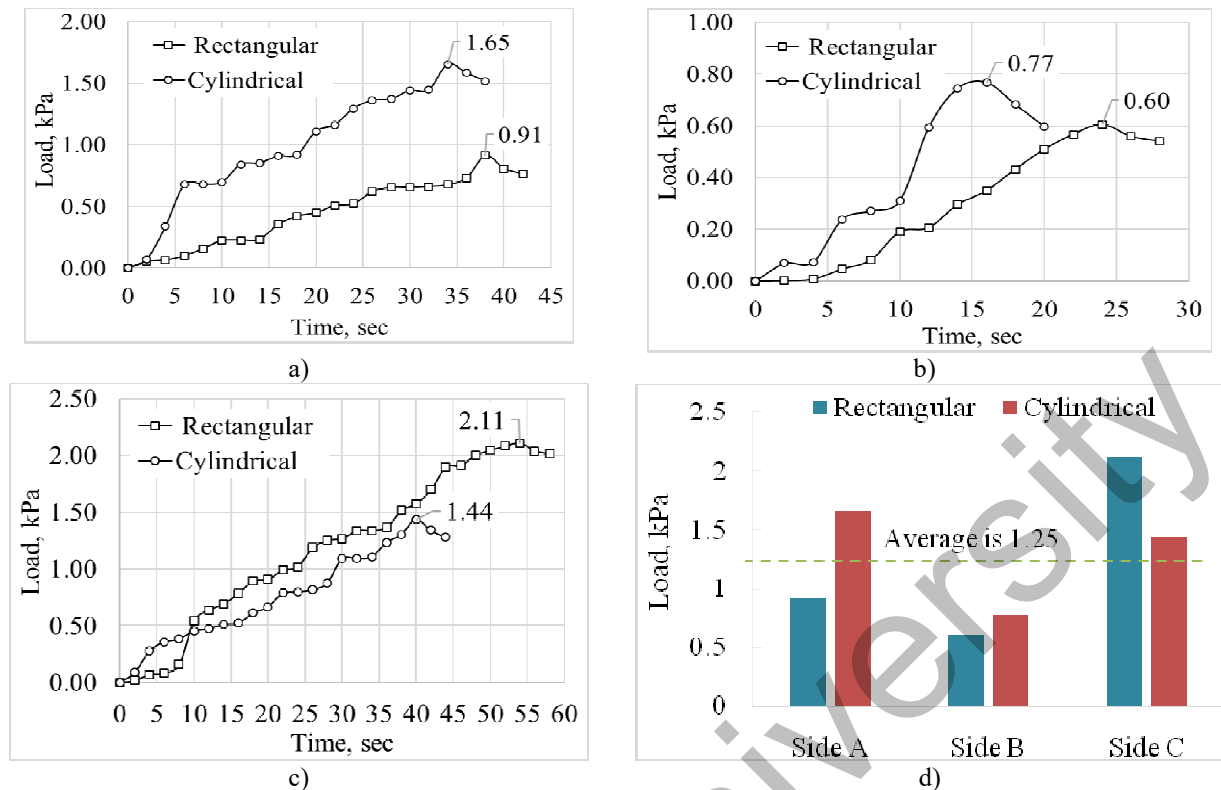 2.00
1.50
1.00
0.50
0.00
Load, kPa
Rectangular
Cylindrical
1.65
0.91
0 5 10 15 20 25 30 35 40 45
Time, sec
a)
1.00
0.80
0.60
0.40
0.20
0.00
Load, kPa
Rectangular
Cylindrical
0.77
0.60
0 5 10 15 20 25 30
Time, sec
b)
2.50
2.00
1.50
1.00
0.50
0.00
Load, kPa
Rectangular
Cylindrical
2.11
1.44
0 5 10 15 20 25 30 35 40 45 50 55 60
Time, sec
c)
2.5
2
1.5
1
0.5
0
Load, kPa
Rectangular Cylindrical
Average is 1.25
Side A Side B Side C
d)
iversity